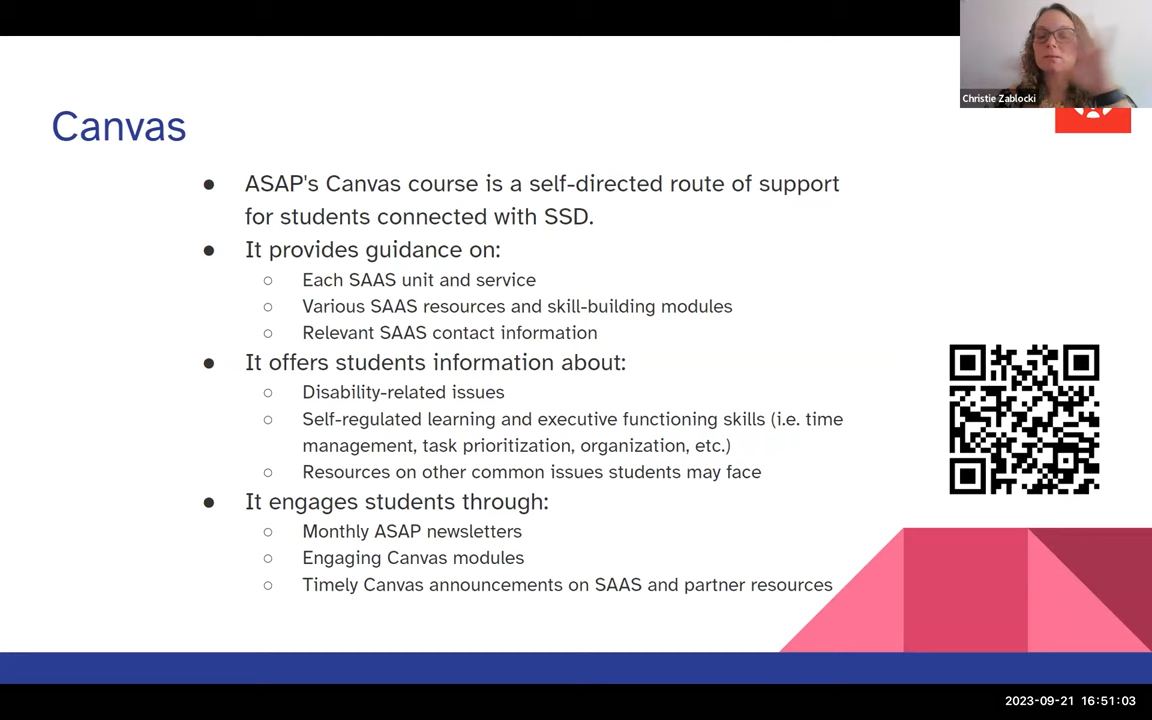 Christie Zablocki
Canvas
● ASAP's Canvas course is a self-directed route of support
for students connected with SSD.
● It provides guidance on:
○ Each SAAS unit and service
○ Various SAAS resources and skill-building modules
○ Relevant SAAS contact information
● It offers students information about:
○ Disability-related issues
○ Self-regulated learning and executive functioning skills (i.e. time
management, task prioritization, organization, etc.)
○ Resources on other common issues students may face
● It engages students through:
○ Monthly ASAP newsletters
○ Engaging Canvas modules
○ Timely Canvas announcements on SAAS and partner resources
2023-09-21 16:51:03